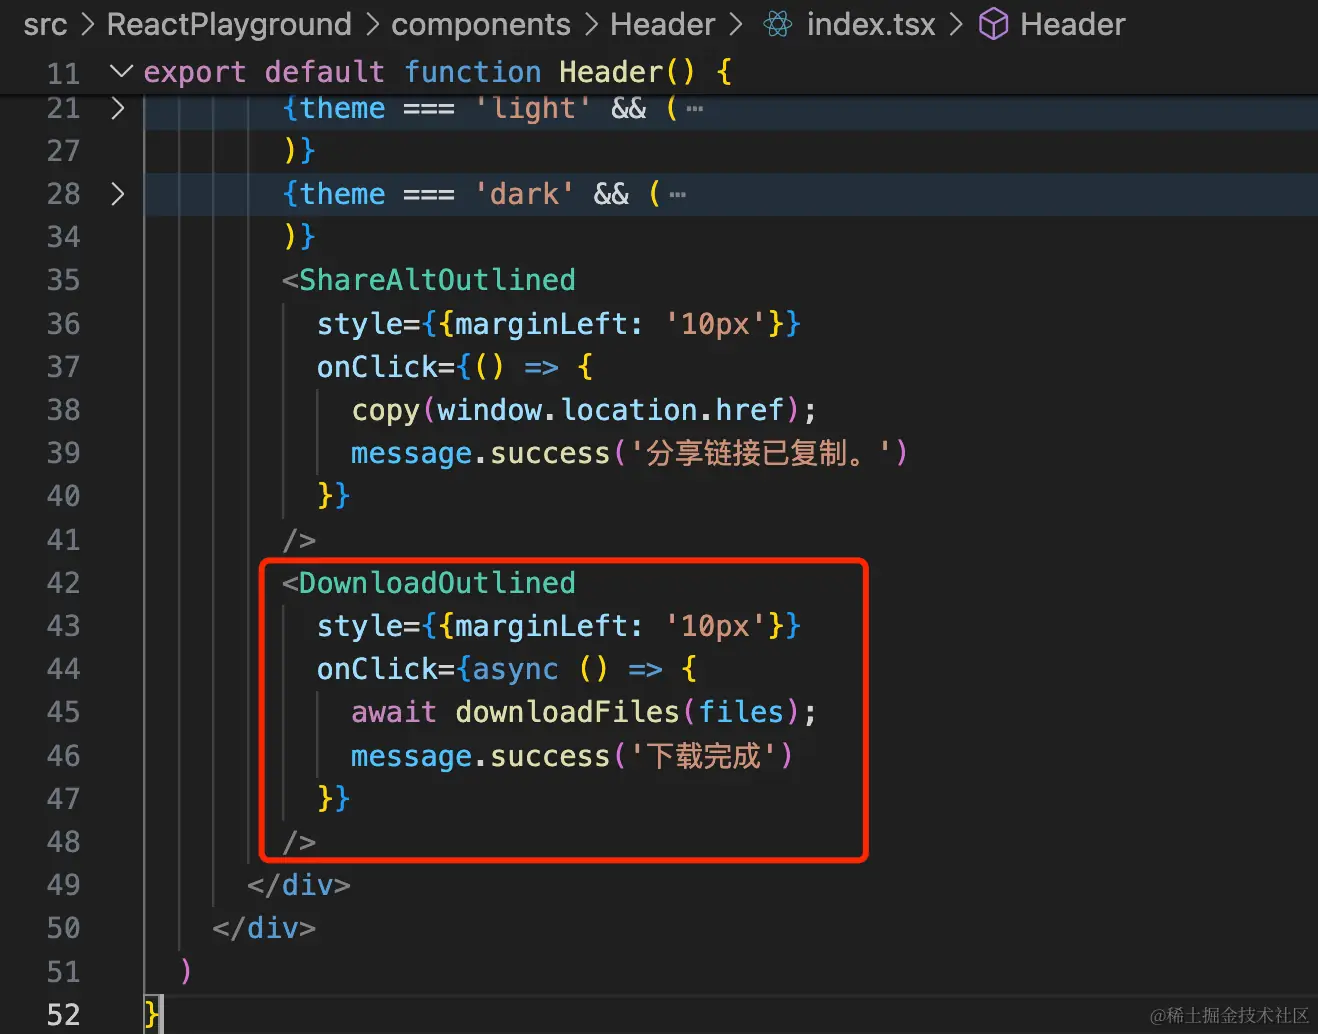 src > ReactPlayground > components > Header > index.tsx > Header
11 export default function Header() {
21 {theme === 'light' && ( ⋯
27 )}
28 {theme === 'dark' && ( ⋯
34 )}
35 <ShareAltOutlined
36 style={{marginLeft: '10px'}}
37 onClick={() => {
38 copy(window.location.href);
39 message.success('分享链接已复制。')
40 }}
41 />
42 <DownloadOutlined
43 style={{marginLeft: '10px'}}
44 onClick={async () => {
45 await downloadFiles(files);
46 message.success('下载完成')
47 }}
48 />
49 </div>
50 </div>
51 )
52 }
@稀土掘金技术社区